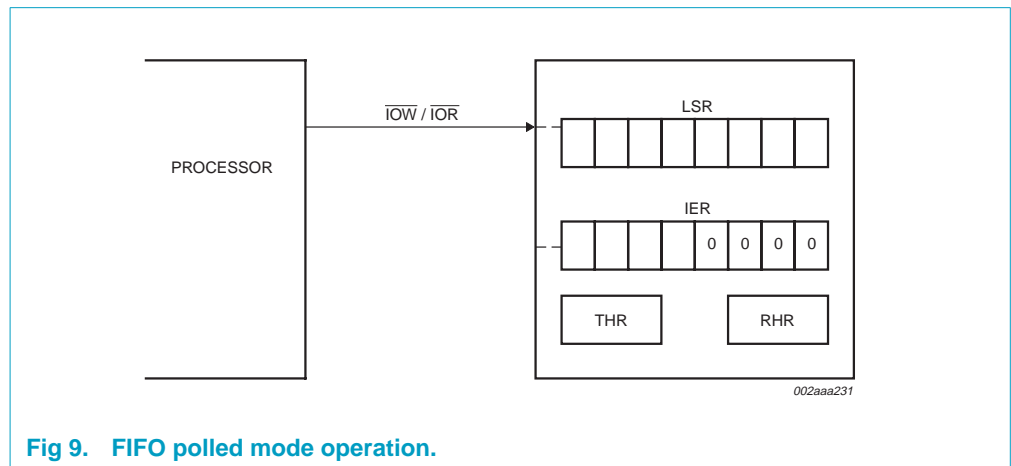 IOW / IOR
LSR
PROCESSOR
IER
0 0 0 0
THR RHR
002aaa231
Fig 9. FIFO polled mode operation.